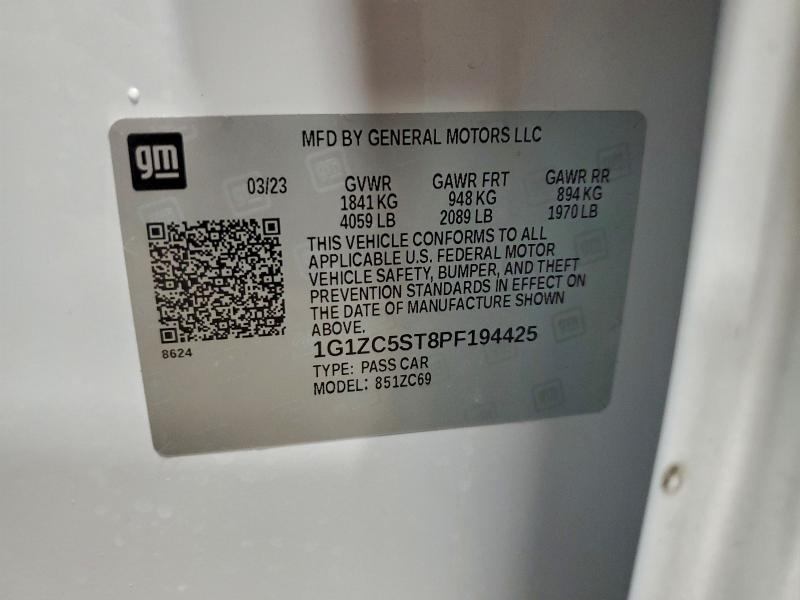 gm
MFD BY GENERAL MOTORS LLC
03/23 GVWR GAWR FRT GAWR RR
1841 KG 948 KG 894 KG
4059 LB 2089 LB 1970 LB
THIS VEHICLE CONFORMS TO ALL
APPLICABLE U.S. FEDERAL MOTOR
VEHICLE SAFETY, BUMPER, AND THEFT
PREVENTION STANDARDS IN EFFECT ON
THE DATE OF MANUFACTURE SHOWN
ABOVE.
8624
1G1ZC5ST8PF194425
TYPE: PASS CAR
MODEL: 851ZC69